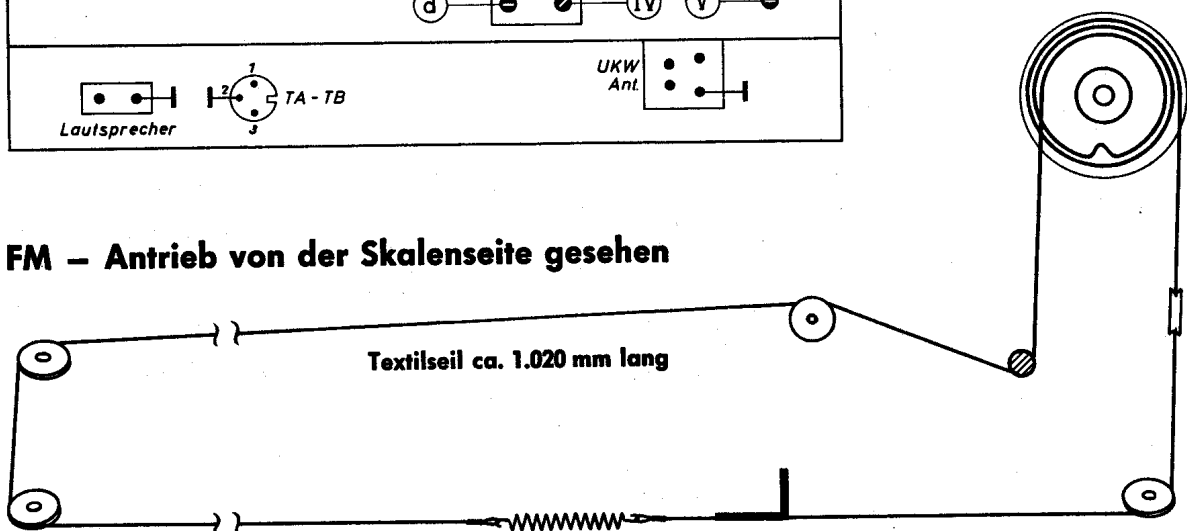 d IV V
1
2
3
TA - TB
Lautsprecher
UKW
Ant.
FM – Antrieb von der Skalenseite gesehen
Textilseil ca. 1.020 mm lang